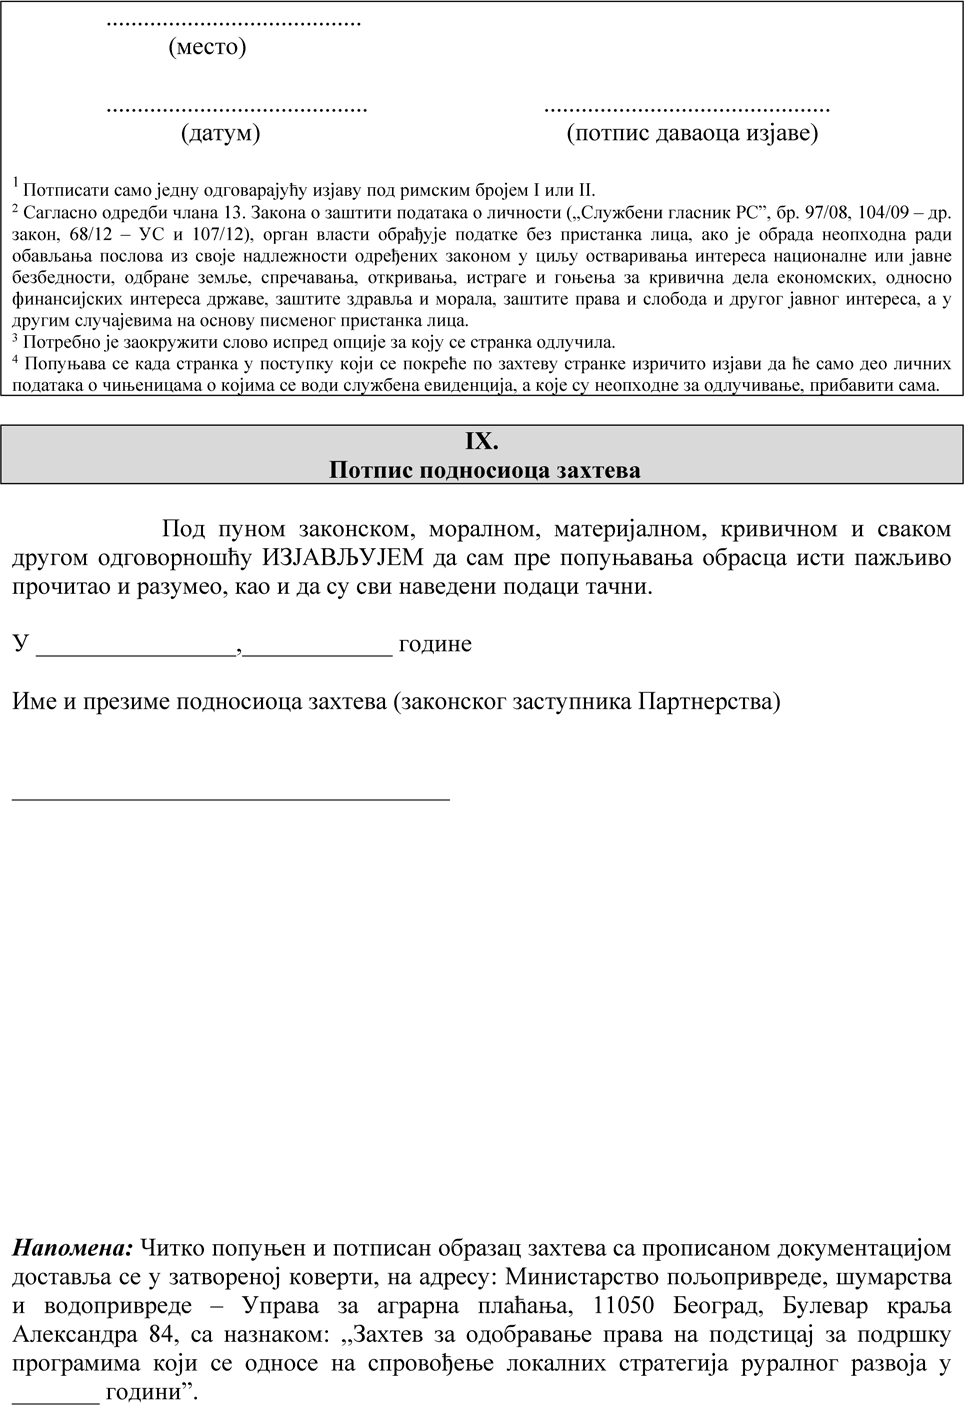 .........................................
(место)
.......................................... ..............................................
(датум) (потпис даваоца изјаве)
1 Потписати само једну одговарајућу изјаву под римским бројем I или II.
2 Сагласно одредби члана 13. Закона о заштити података о личности („Службени гласник РС”, бр. 97/08, 104/09 – др.
закон, 68/12 – УС и 107/12), орган власти обрађује податке без пристанка лица, ако је обрада неопходна ради
обављања послова из своје надлежности одређених законом у циљу остваривања интереса националне или јавне
безбедности, одбране земље, спречавања, откривања, истраге и гоњења за кривична дела економских, односно
финансијских интереса државе, заштите здравља и морала, заштите права и слобода и другог јавног интереса, а у
другим случајевима на основу писменог пристанка лица.
3 Потребно је заокружити слово испред опције за коју се странка одлучила.
4 Попуњава се када странка у поступку који се покреће по захтеву странке изричито изјави да ће само део личних
података о чињеницама о којима се води службена евиденција, а које су неопходне за одлучивање, прибавити сама.
IX.
Потпис подносиоца захтева
Под пуном законском, моралном, материјалном, кривичном и сваком
другом одговорношћу ИЗЈАВЉУЈЕМ да сам пре попуњавања обрасца исти пажљиво
прочитао и разумео, као и да су сви наведени подаци тачни.
У ________________,____________ године
Име и презиме подносиоца захтева (законског заступника Партнерства)
___________________________________
Напомена: Читко попуњен и потписан образац захтева са прописаном документацијом
доставља се у затвореној коверти, на адресу: Министарство пољопривреде, шумарства
и водопривреде – Управа за аграрна плаћања, 11050 Београд, Булевар краља
Александра 84, са назнаком: ,,Захтев за одобравање права на подстицај за подршку
програмима који се односе на спровођење локалних стратегија руралног развоја у
_______ години”.